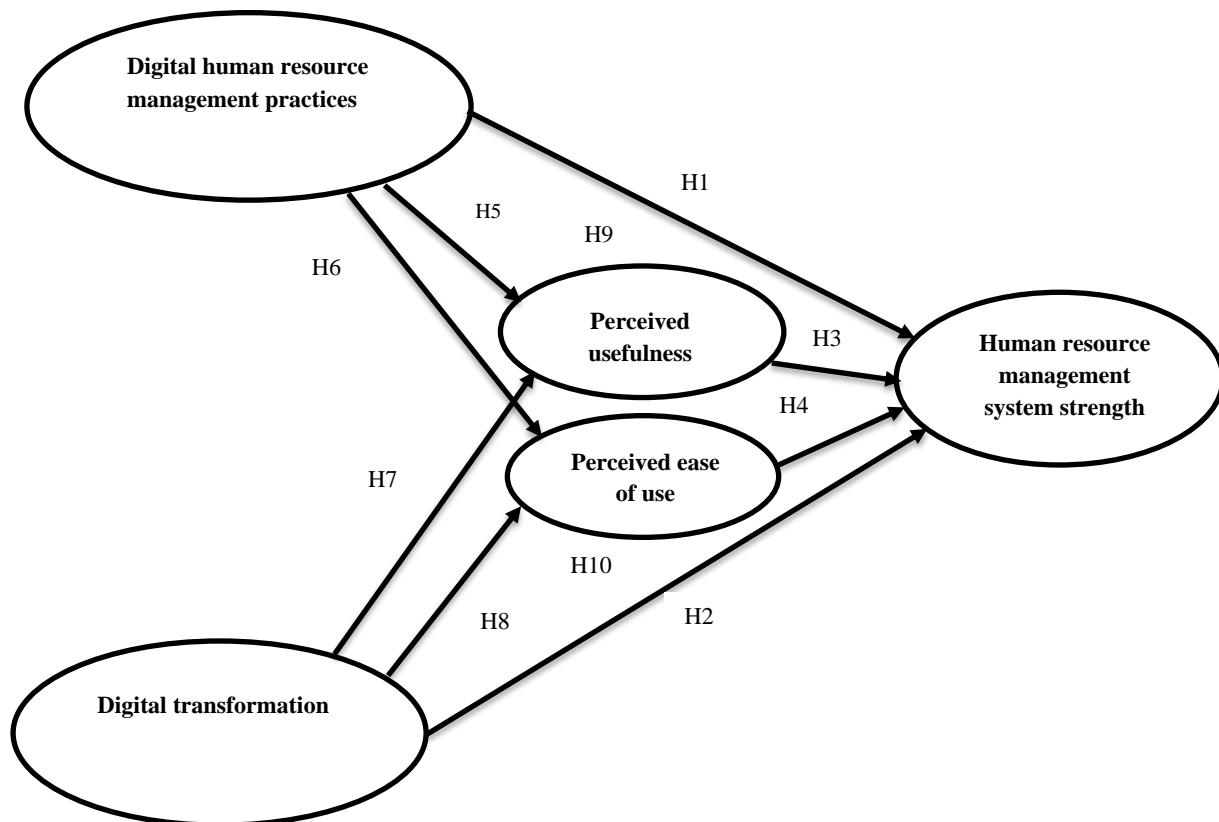 Digital human resource
management practices
H1
H5
H9
H6
Perceived
usefulness
H3
Human resource
management
system strength
H4
Perceived ease
of use
H7
H10
H8
H2
Digital transformation